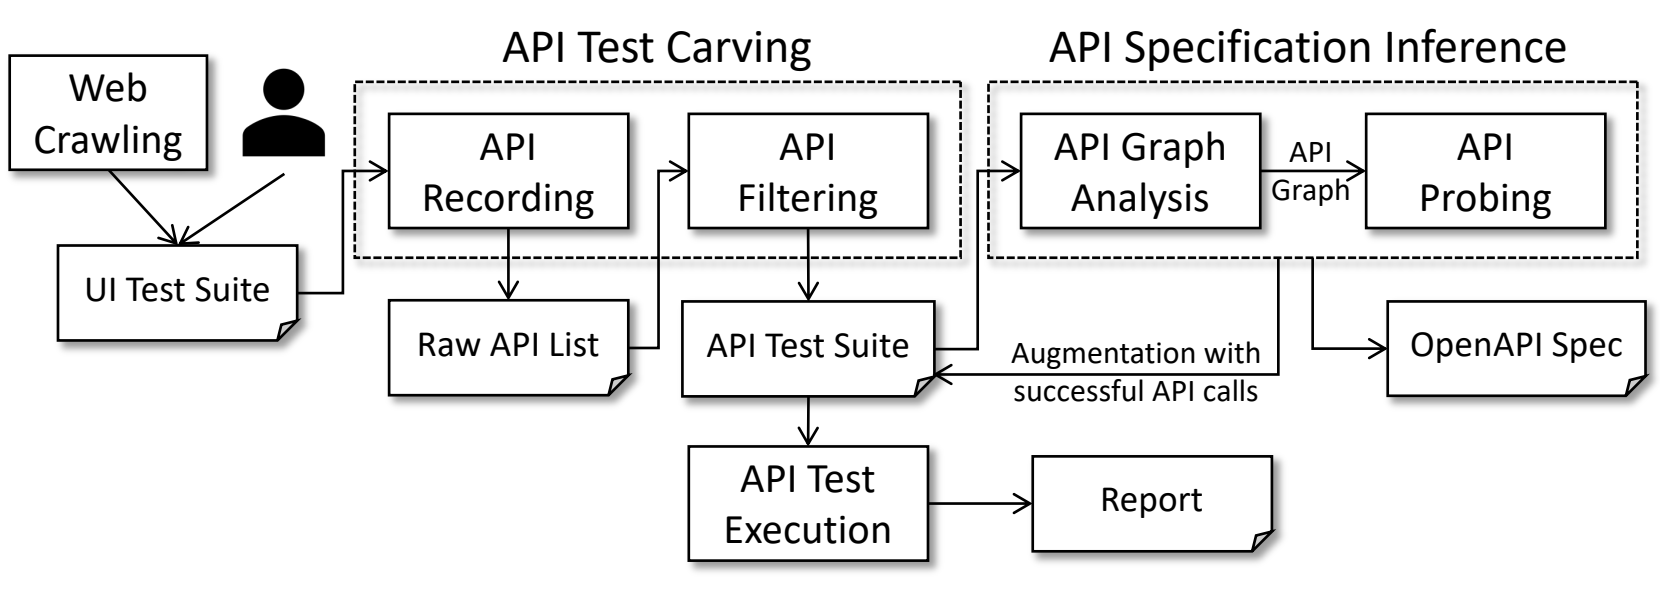 API Test Carving
API Specification Inference
Web
Crawling
API
Recording
API
Filtering
API Graph
Analysis
API
Graph
API
Probing
UI Test Suite
Raw API List
API Test Suite
Augmentation with
successful API calls
OpenAPI Spec
API Test
Execution
Report